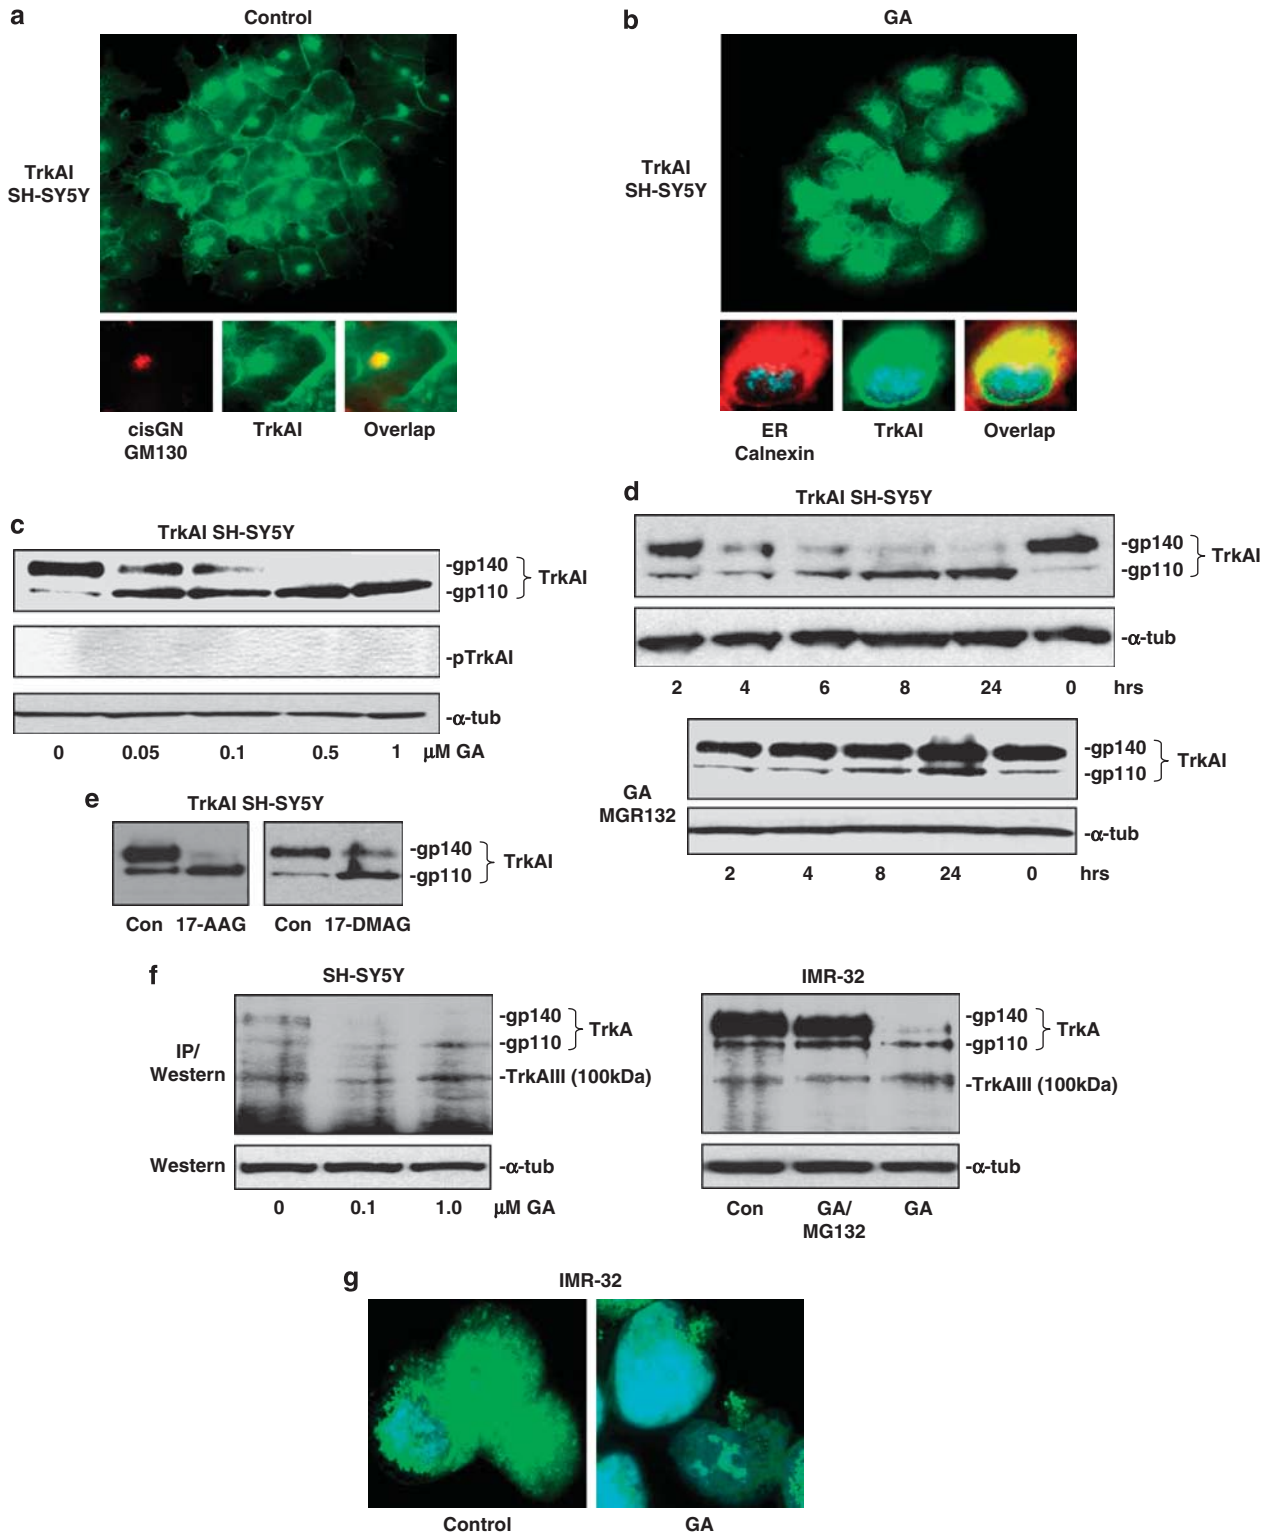 a
Control
TrkAI
SH-SY5Y
cisGN
GM130
TrkAI
Overlap
b
GA
TrkAI
SH-SY5Y
ER
Calnexin
TrkAI
Overlap
c
TrkAI SH-SY5Y
-gp140
-gp110
TrkAI
-pTrkAI
-α-tub
0 0.05 0.1 0.5 1 μM GA
d
TrkAI SH-SY5Y
-gp140
-gp110
TrkAI
-α-tub
2 4 6 8 24 0 hrs
GA
MGR132
-gp140
-gp110
TrkAI
-α-tub
2 4 8 24 0 hrs
e
TrkAI SH-SY5Y
-gp140
-gp110
TrkAI
Con 17-AAG Con 17-DMAG
f
SH-SY5Y
IP/
Western
-gp140
-gp110
TrkA
-TrkAIII (100kDa)
Western
-α-tub
0 0.1 1.0 μM GA
IMR-32
-gp140
-gp110
TrkA
-TrkAIII (100kDa)
-α-tub
Con GA/ GA
MG132
g
IMR-32
Control GA